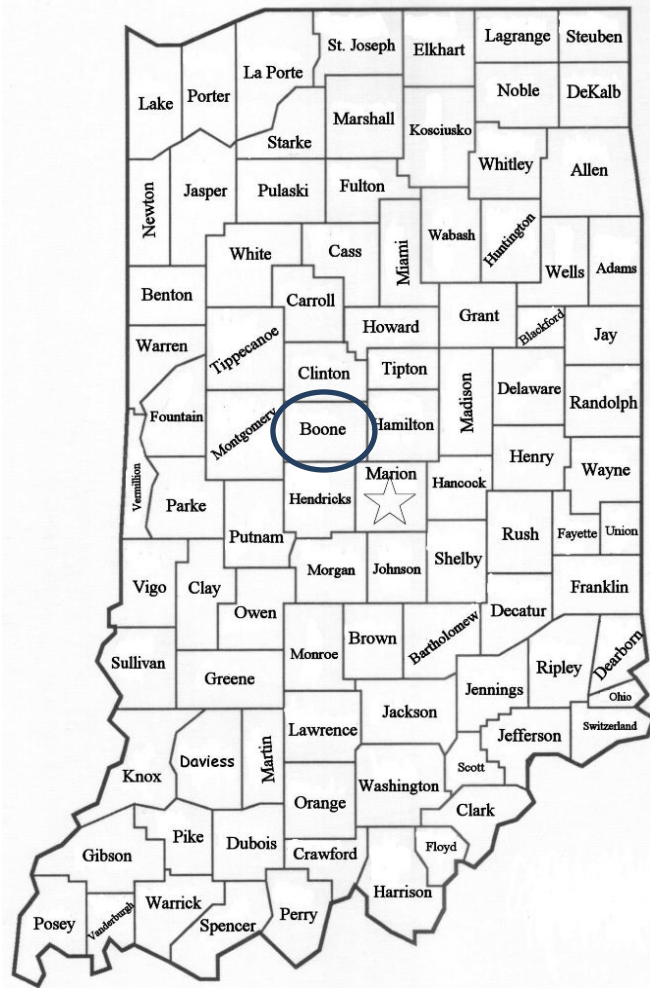 St. Joseph
Elkhart
Lagrange
Steuben
La Porte
Porter
Lake
Noble
DeKalb
Marshall
Kosciusko
Starke
Whitley
Allen
Newton
Jasper
Pulaski
Fulton
Wabash
Huntington
White
Cass
Miami
Wells
Adams
Benton
Carroll
Grant
Howard
Blackford
Jay
Warren
Tippecanoe
Clinton
Tipton
Madison
Delaware
Randolph
Fountain
Montgomery
Boone
Hamilton
Henry
Wayne
Vermillion
Parke
Hendricks
Marion
Hancock
Putnam
Rush
Fayette
Union
Vigo
Clay
Morgan
Johnson
Shelby
Franklin
Owen
Decatur
Sullivan
Greene
Monroe
Brown
Bartholomew
Ripley
Dearborn
Jennings
Ohio
Switzerland
Jackson
Lawrence
Jefferson
Knox
Daviess
Martin
Scott
Washington
Orange
Clark
Pike
Dubois
Gibson
Crawford
Floyd
Harrison
Posey
Vanderburgh
Warrick
Spencer
Perry